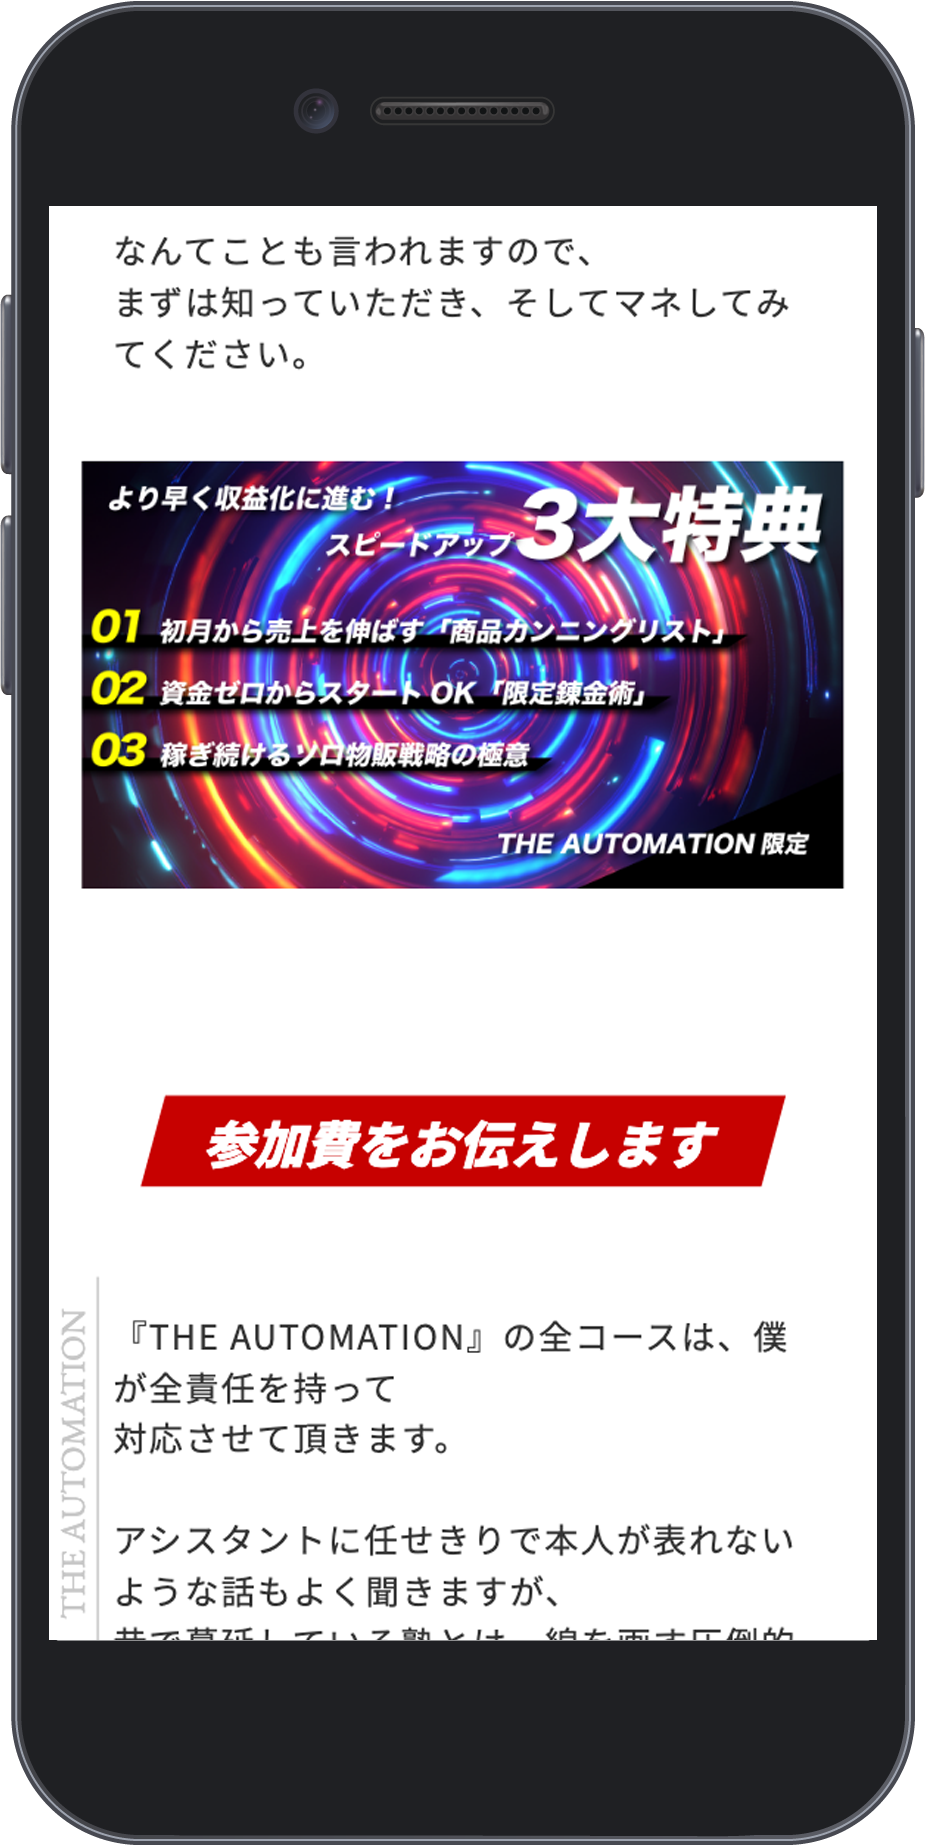 なんてことも言われますので、
まずは知っていただき、そしてマネしてみ
てください。
より早く収益化に進む！
スピードアップ3大特典
01 初月から売上を伸ばす「商品カンニングリスト」
02 資金ゼロからスタート OK「限定錬金術」
03 稼ぎ続けるソロ物販戦略の極意
THE AUTOMATION 限定
参加費をお伝えします
THE AUTOMATION
『THE AUTOMATION』の全コースは、僕
が全責任を持って
対応させて頂きます。
アシスタントに任せきりで本人が表れない
ような話もよく聞きますが、